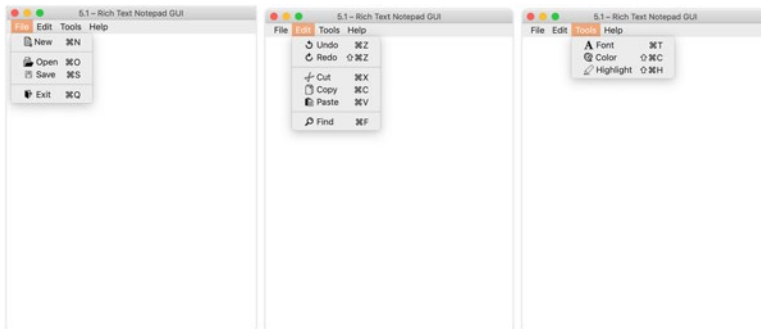 5.1 – Rich Text Notepad GUI
File Edit Tools Help
New ⌘N
Open ⌘O
Save ⌘S
Exit ⌘Q
5.1 – Rich Text Notepad GUI
File Edit Tools Help
Undo ⌘Z
Redo ⇧⌘Z
Cut ⌘X
Copy ⌘C
Paste ⌘V
Find ⌘F
5.1 – Rich Text Notepad GUI
File Edit Tools Help
Font ⌘T
Color ⇧⌘C
Highlight ⇧⌘H